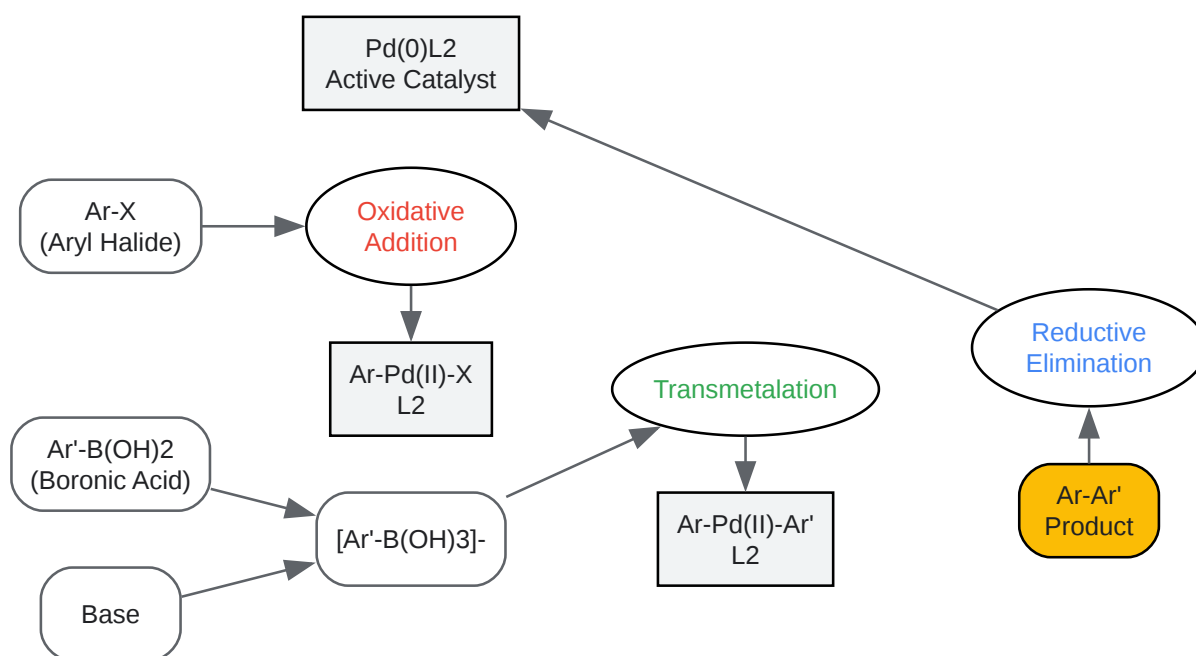 Pd(0)L2
Active Catalyst
Ar-X
(Aryl Halide)
Oxidative
Addition
Reductive
Elimination
Ar-Pd(II)-X
L2
Transmetalation
Ar'-B(OH)2
(Boronic Acid)
[Ar'-B(OH)3]-
Ar-Pd(II)-Ar'
L2
Ar-Ar'
Product
Base